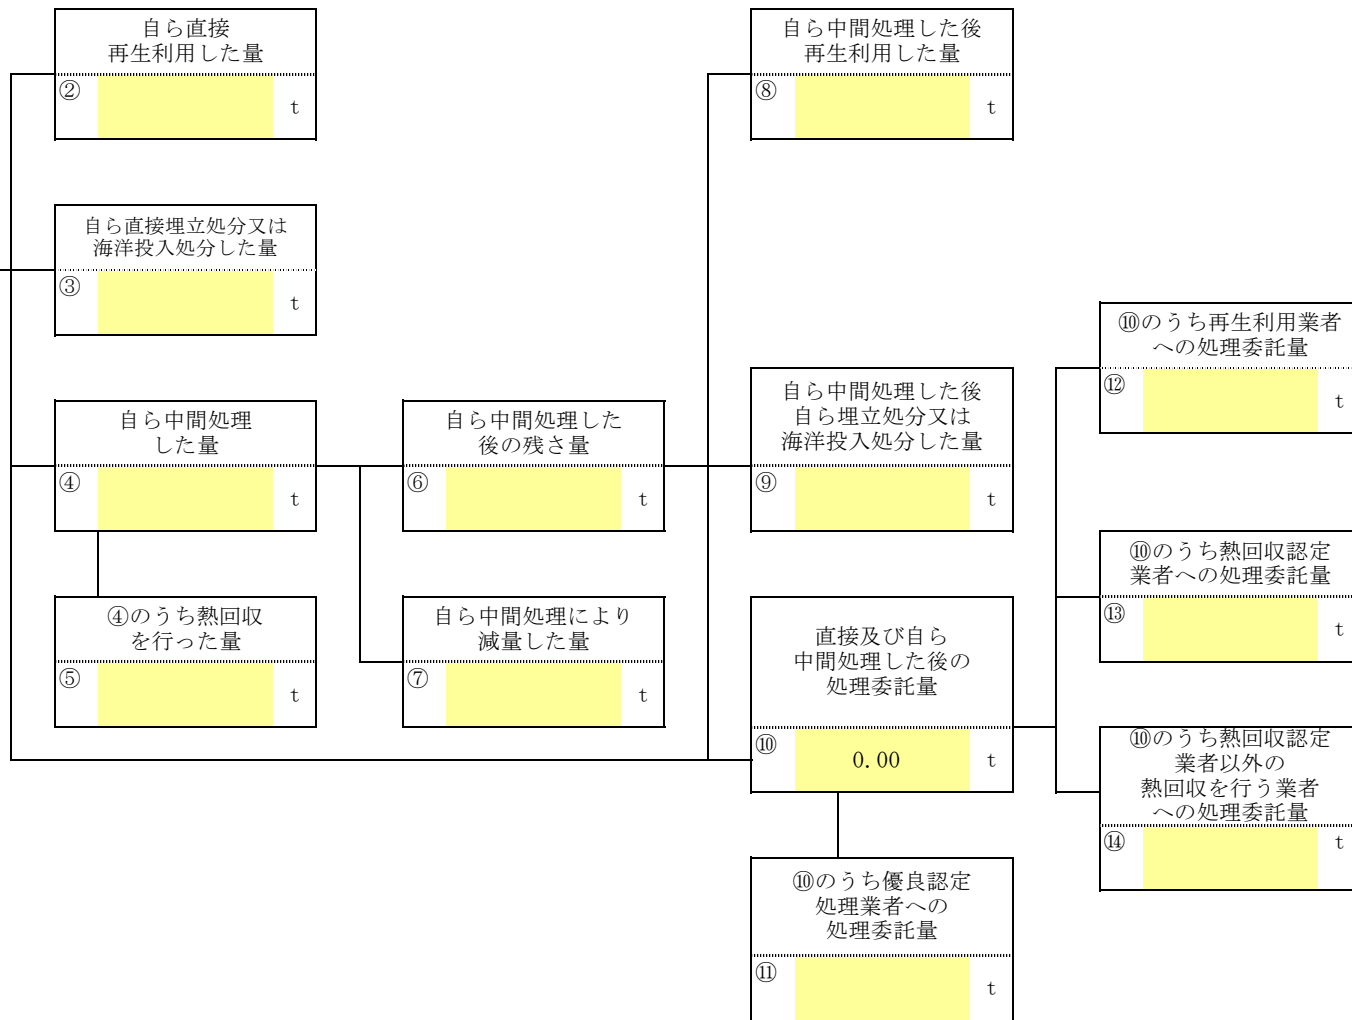 自ら直接
再生利用した量
②
t
自ら中間処理した後
再生利用した量
⑧
t
自ら直接埋立処分又は
海洋投入処分した量
③
t
⑩のうち再生利用業者
への処理委託量
⑫
t
自ら中間処理
した量
④
t
自ら中間処理した
後の残さ量
⑥
t
自ら中間処理した後
自ら埋立処分又は
海洋投入処分した量
⑨
t
⑩のうち熱回収認定
業者への処理委託量
⑬
t
④のうち熱回収
を行った量
⑤
t
自ら中間処理により
減量した量
⑦
t
直接及び自ら
中間処理した後の
処理委託量
⑩
0.00
t
⑩のうち熱回収認定
業者以外の
熱回収を行う業者
への処理委託量
⑭
t
⑩のうち優良認定
処理業者への
処理委託量
⑪
t